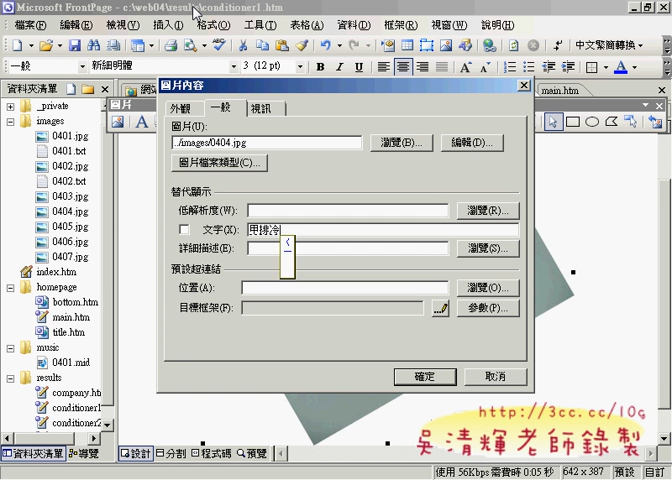 Microsoft FrontPage - c:\web04\results\conditioner1.htm
檔案(F) 編輯(E) 檢視(V) 插入(I) 格式(O) 工具(T) 表格(A) 資料(D) 框架(R) 視窗(W) 說明(H)
中文繁簡轉換
一般 新細明體 3 (12 pt) B I U A A A
資料夾清單
main.htm
圖片
_private
images
0401.jpg
0401.txt
0402.jpg
0402.txt
0403.jpg
0404.jpg
0405.jpg
0406.jpg
0407.jpg
index.htm
homepage
bottom.htm
main.htm
title.htm
music
0401.mid
results
company.h
conditioner1
conditioner2
圖片內容
外觀 一般 視訊
圖片(U):
../images/0404.jpg 瀏覽(B)... 編輯(D)...
圖片檔案類型(C)...
替代顯示
低解析度(W): 瀏覽(R)...
文字(X): 甲排冷
ㄑㄧ
詳細描述(E): 瀏覽(S)...
預設超連結
位置(A): 瀏覽(O)...
目標框架(F): 參數(P)...
確定 取消
http://3cc.cc/10g
吳清輝老師錄製
資料夾清單 導覽 設計 分割 程式碼 預覽
使用 56Kbps 需費時 0:05 秒 642 x 387 預設 自訂